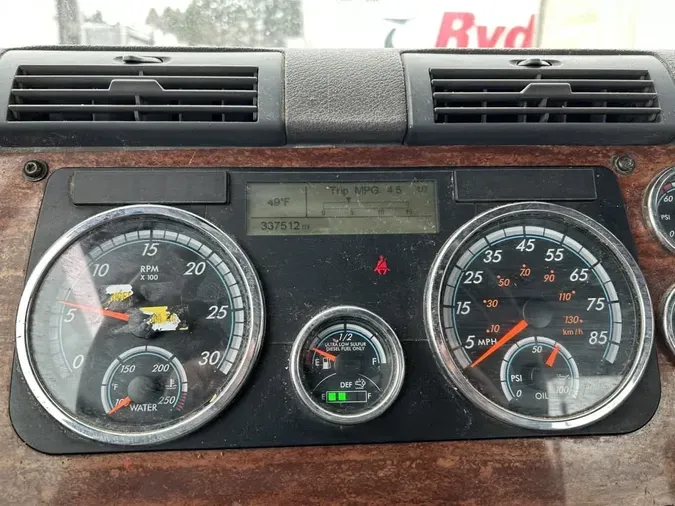 Ryd
49°F
Trip MPG 4.5
337512 mi
5
10
15
20
25
30
0
RPM
X 100
°F
100
150
200
250
WATER
1/2
ULTRA LOW SULFUR
DIESEL FUEL ONLY
E
F
DEF
E
F
5
15
25
35
45
55
65
75
85
10
30
50
70
90
110
130
km/h
MPH
PSI
0
50
100
OIL
60